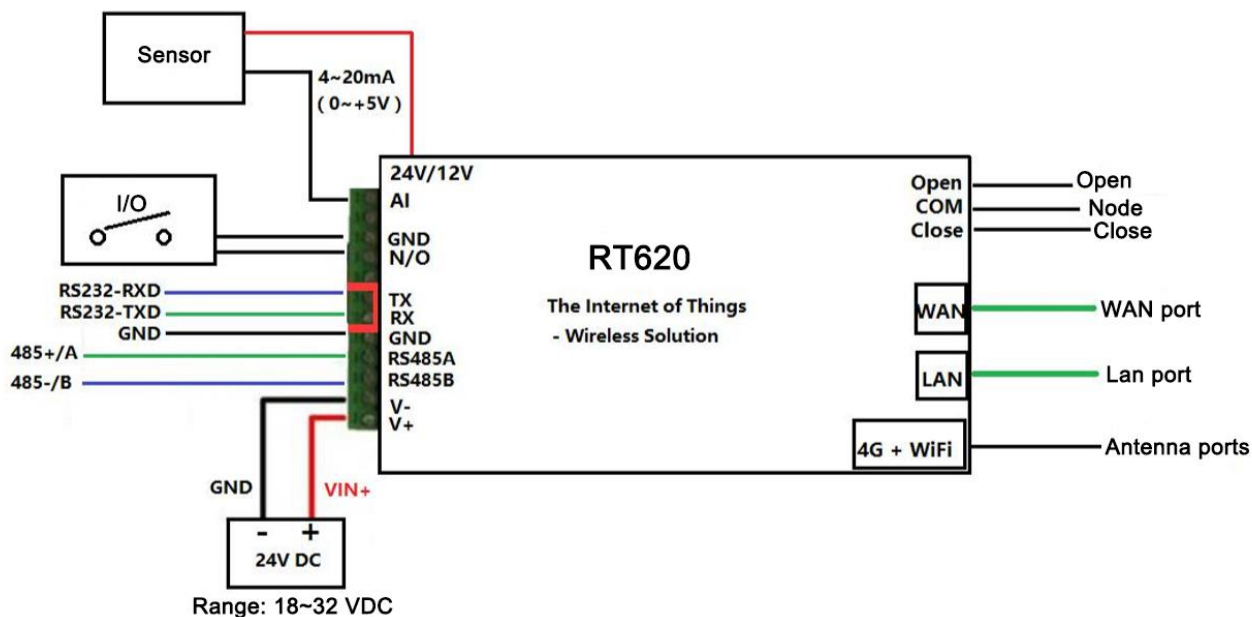 Sensor
4~20mA
( 0~+5V )
24V/12V
AI
I/O
GND
N/O
RS232-RXD
RS232-TXD
GND
TX
RX
GND
485+/A
RS485A
485-/B
RS485B
V-
V+
GND
VIN+
- +
24V DC
Range: 18~32 VDC
RT620
The Internet of Things
- Wireless Solution
Open
COM
Close
Open
Node
Close
WAN
WAN port
LAN
Lan port
4G + WiFi
Antenna ports